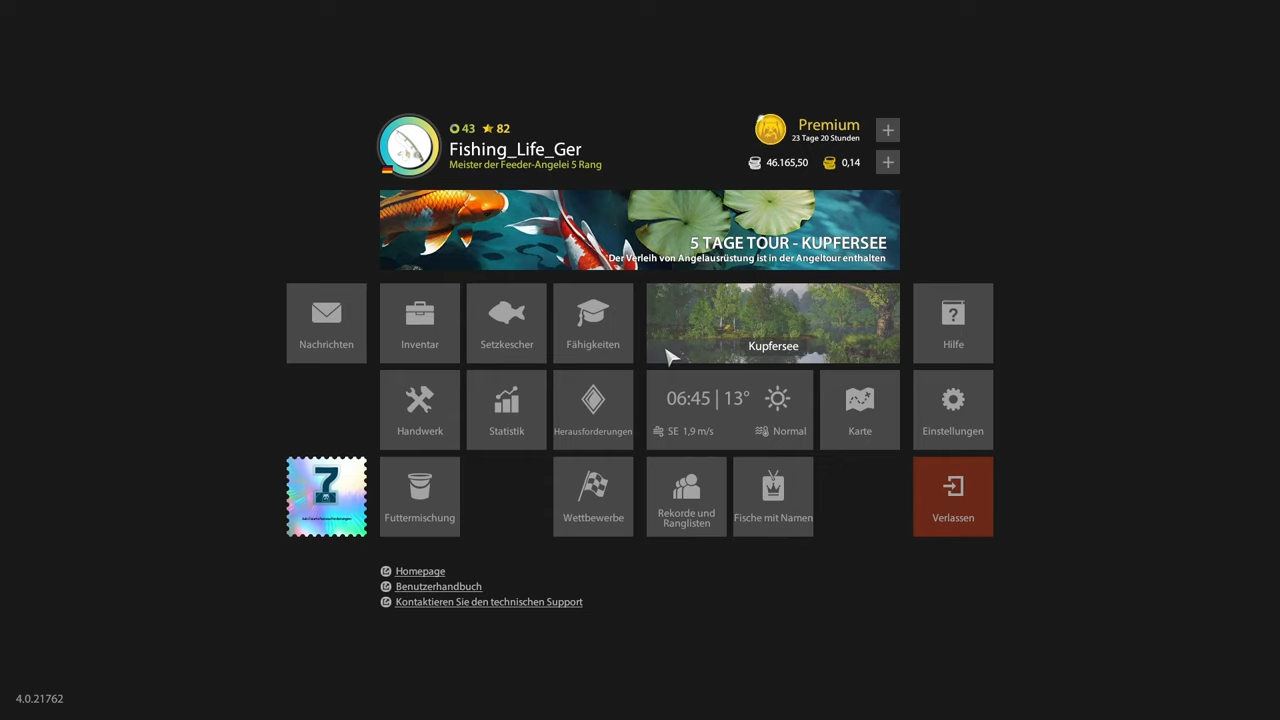 43 82
Fishing_Life_Ger
Meister der Feeder-Angelei 5 Rang
Premium
23 Tage 20 Stunden
46.165,50 0,14
5 TAGE TOUR - KUPFERSEE
Der Verleih von Angelausrüstung ist in der Angeltour enthalten
Nachrichten
Inventar
Setzkescher
Fähigkeiten
Kupfersee
Hilfe
Handwerk
Statistik
Herausforderungen
06:45 | 13°
SE 1,9 m/s
Normal
Karte
Einstellungen
7
Futtermischung
Wettbewerbe
Rekorde und
Ranglisten
Fische mit Namen
Verlassen
Homepage
Benutzerhandbuch
Kontaktieren Sie den technischen Support
4.0.21762